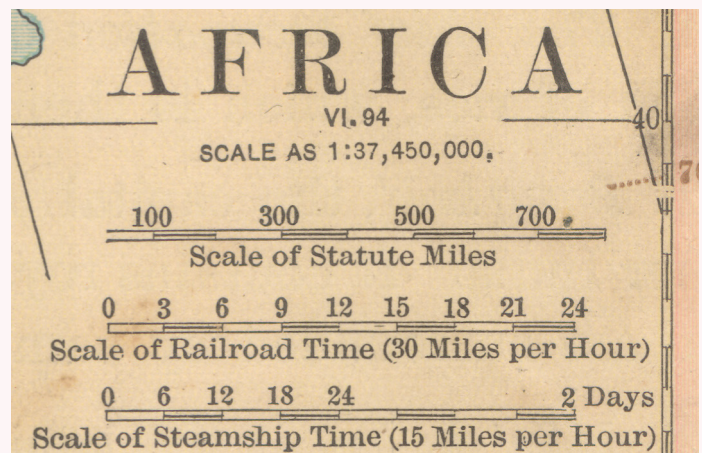 AFRICA
VI. 94
40
SCALE AS 1:37,450,000.
100 300 500 700
Scale of Statute Miles
0 3 6 9 12 15 18 21 24
Scale of Railroad Time (30 Miles per Hour)
0 6 12 18 24 2 Days
Scale of Steamship Time (15 Miles per Hour)